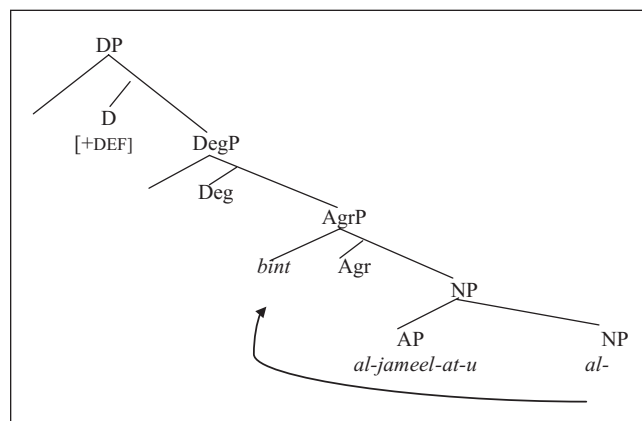 DP
D
[+DEF]
DegP
Deg
AgrP
bint Agr
NP
AP NP
al-jameel-at-u al-